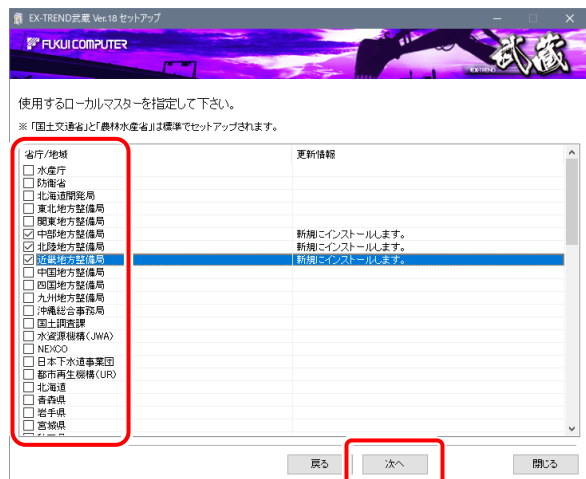 EX-TREND武蔵 Ver.18 セットアップ
FUKUI COMPUTER
EX-TREND 武蔵
使用するローカルマスターを指定して下さい。
※「国土交通省」と「農林水産省」は標準でセットアップされます。
省庁/地域 更新情報
水産庁
防衛省
北海道開発局
東北地方整備局
関東地方整備局
中部地方整備局 新規にインストールします。
北陸地方整備局 新規にインストールします。
近畿地方整備局 新規にインストールします。
中国地方整備局
四国地方整備局
九州地方整備局
沖縄総合事務局
国土調査課
水資源機構(JWA)
NEXCO
日本下水道事業団
都市再生機構(UR)
北海道
青森県
岩手県
宮城県
戻る 次へ 閉じる